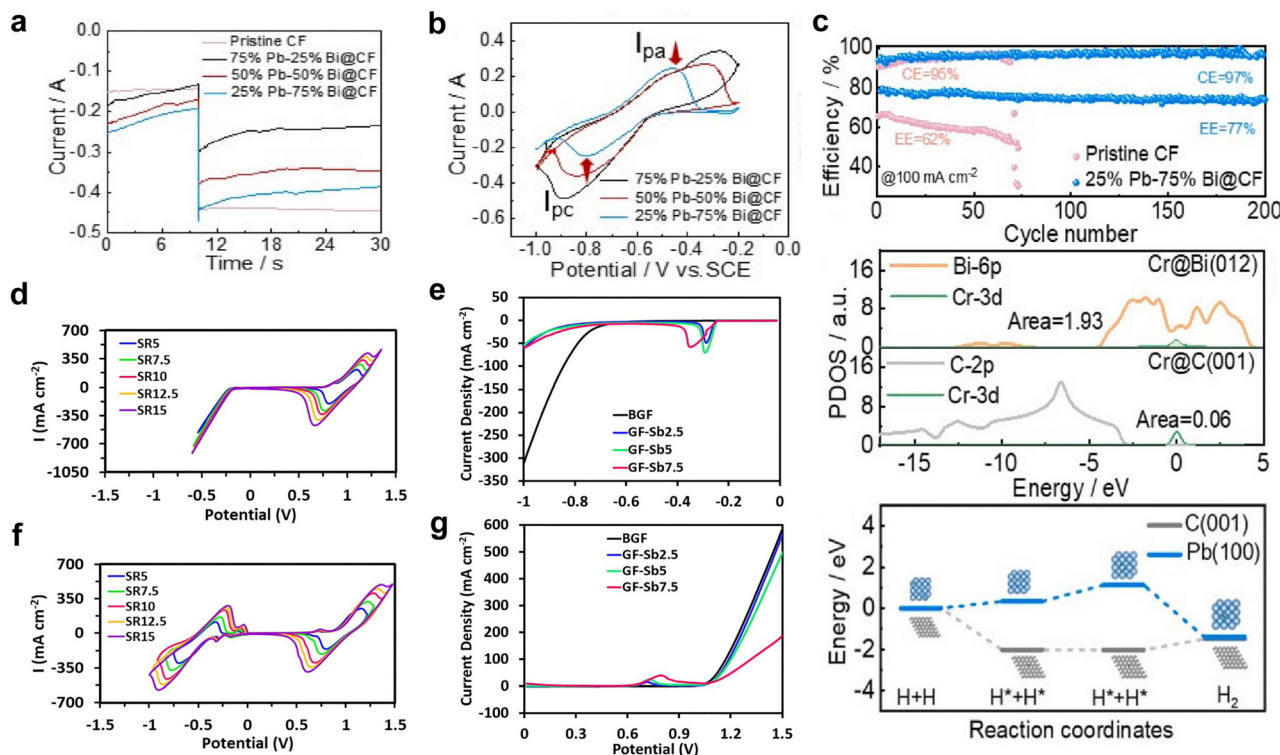 a
Pristine CF
75% Pb-25% Bi@CF
50% Pb-50% Bi@CF
25% Pb-75% Bi@CF
-0.1
-0.2
-0.3
-0.4
-0.5
Current / A
0 6 12 18 24 30
Time / s
b
Ipa
Ipc
75% Pb-25% Bi@CF
50% Pb-50% Bi@CF
25% Pb-75% Bi@CF
0.4
0.2
0.0
-0.2
-0.4
-0.6
Current / A
-1.0 -0.8 -0.6 -0.4 -0.2 0.0
Potential / V vs. SCE
c
100
80
60
40
20
0
Efficiency / %
CE=95%
CE=97%
EE=62%
EE=77%
Pristine CF
25% Pb-75% Bi@CF
@100 mA cm-2
0 50 100 150 200
Cycle number
16
8
0
Bi-6p
Cr-3d
Cr@Bi(012)
Area=1.93
16
8
0
C-2p
Cr-3d
Cr@C(001)
Area=0.06
PDOS / a.u.
-15 -10 -5 0 5
Energy / eV
4
2
0
-2
-4
Energy / eV
C(001)
Pb(100)
H+H H*+H* H*+H* H2
Reaction coordinates
d
700
350
0
-350
-700
-1050
I (mA cm-2)
SR5
SR7.5
SR10
SR12.5
SR15
-1.5 -1 -0.5 0 0.5 1 1.5
Potential (V)
e
50
0
-50
-100
-150
-200
-250
-300
-350
Current Density (mA cm-2)
BGF
GF-Sb2.5
GF-Sb5
GF-Sb7.5
-1 -0.8 -0.6 -0.4 -0.2 0
Potential (V)
f
700
350
0
-350
-700
I (mA cm-2)
SR5
SR7.5
SR10
SR12.5
SR15
-1 -0.5 0 0.5 1 1.5
Potential (V)
g
600
500
400
300
200
100
0
-100
Current Density (mA cm-2)
BGF
GF-Sb2.5
GF-Sb5
GF-Sb7.5
0 0.3 0.6 0.9 1.2 1.5
Potential (V)